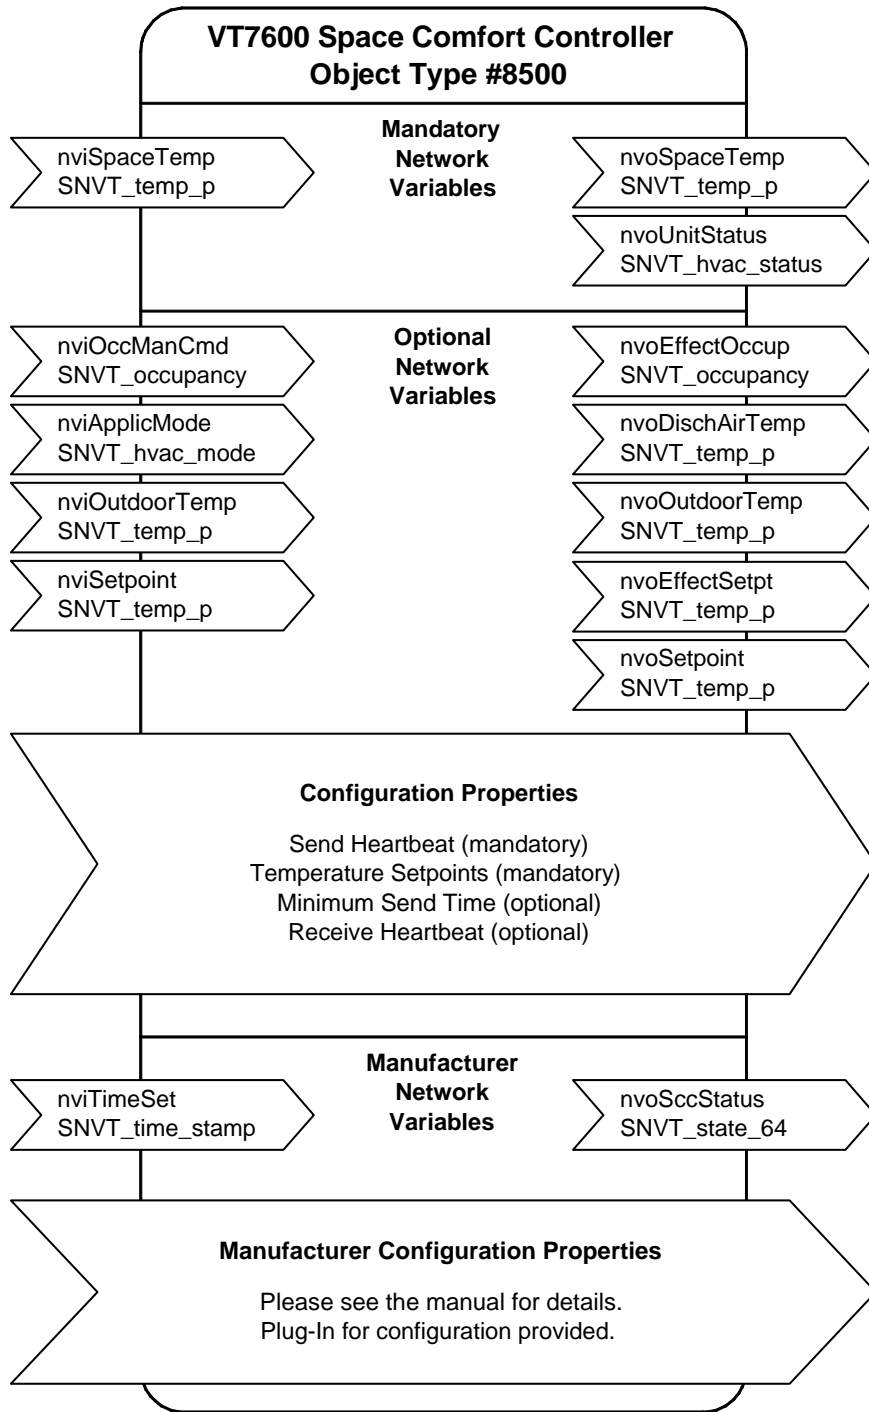 VT7600 Space Comfort Controller
Object Type #8500
Mandatory
Network
Variables
nviSpaceTemp
SNVT_temp_p
nvoSpaceTemp
SNVT_temp_p
nvoUnitStatus
SNVT_hvac_status
Optional
Network
Variables
nviOccManCmd
SNVT_occupancy
nviApplicMode
SNVT_hvac_mode
nviOutdoorTemp
SNVT_temp_p
nviSetpoint
SNVT_temp_p
nvoEffectOccup
SNVT_occupancy
nvoDischAirTemp
SNVT_temp_p
nvoOutdoorTemp
SNVT_temp_p
nvoEffectSetpt
SNVT_temp_p
nvoSetpoint
SNVT_temp_p
Configuration Properties
Send Heartbeat (mandatory)
Temperature Setpoints (mandatory)
Minimum Send Time (optional)
Receive Heartbeat (optional)
Manufacturer
Network
Variables
nviTimeSet
SNVT_time_stamp
nvoSccStatus
SNVT_state_64
Manufacturer Configuration Properties
Please see the manual for details.
Plug-In for configuration provided.